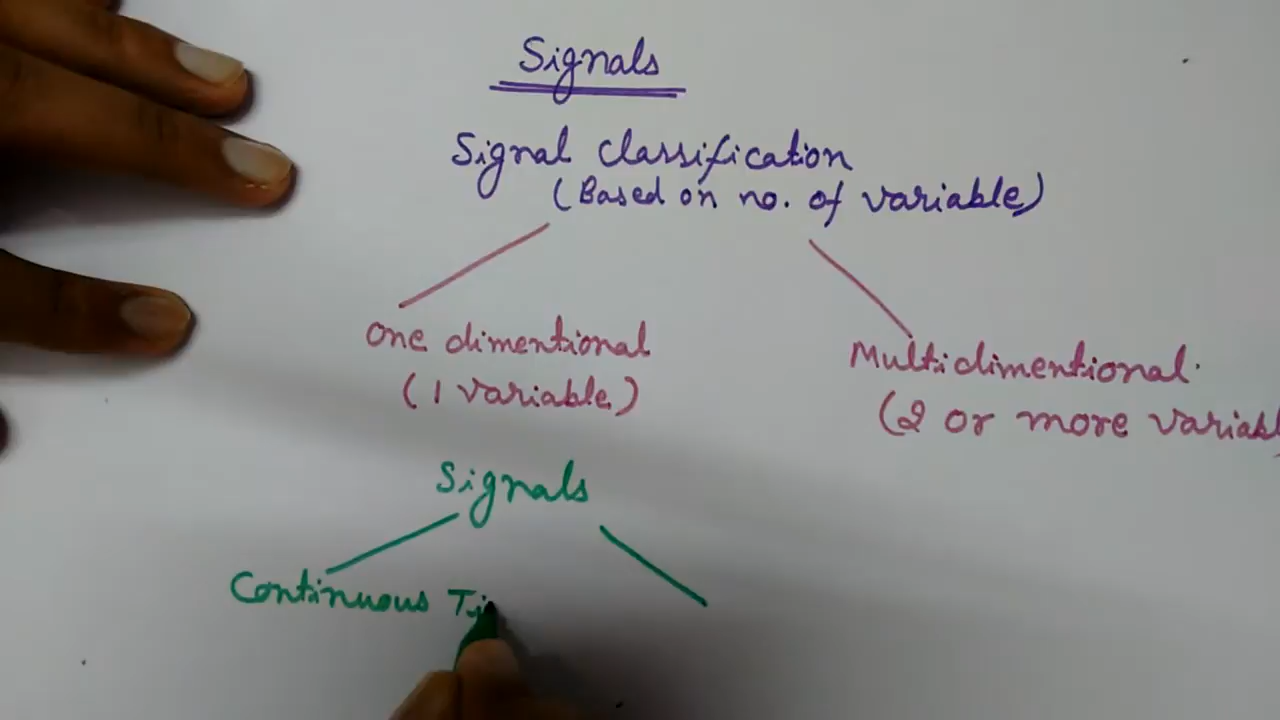 Signals
Signal classification
(Based on no. of variable)
One dimentional
(1 variable)
Multidimentional
(2 or more variabl
Signals
Continuous Ti